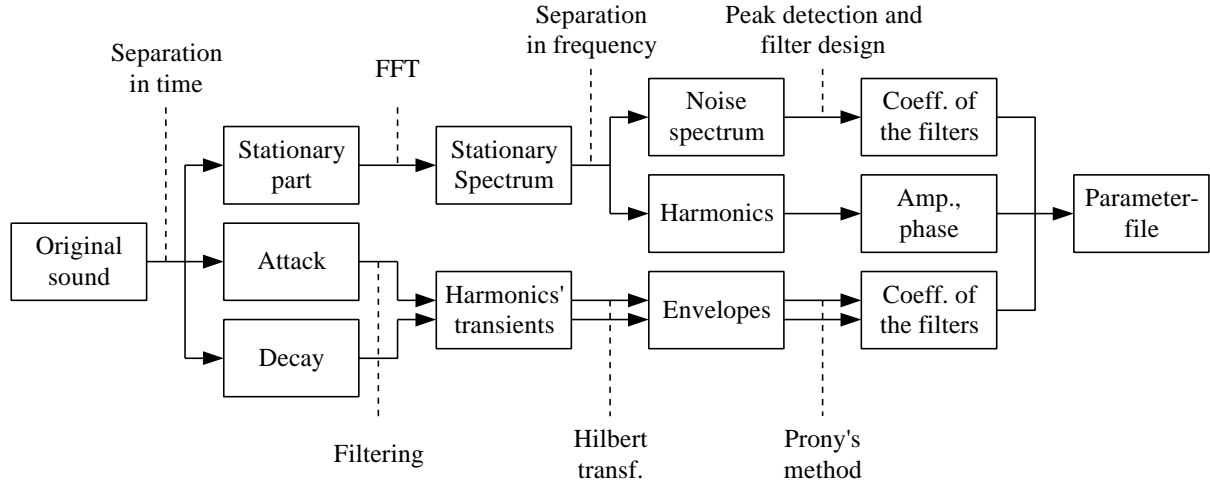 Separation
in time
FFT
Separation
in frequency
Peak detection and
filter design
Original
sound
Stationary
part
Attack
Decay
Stationary
Spectrum
Harmonics'
transients
Noise
spectrum
Harmonics
Envelopes
Coeff. of
the filters
Amp.,
phase
Coeff. of
the filters
Parameter-
file
Filtering
Hilbert
transf.
Prony's
method